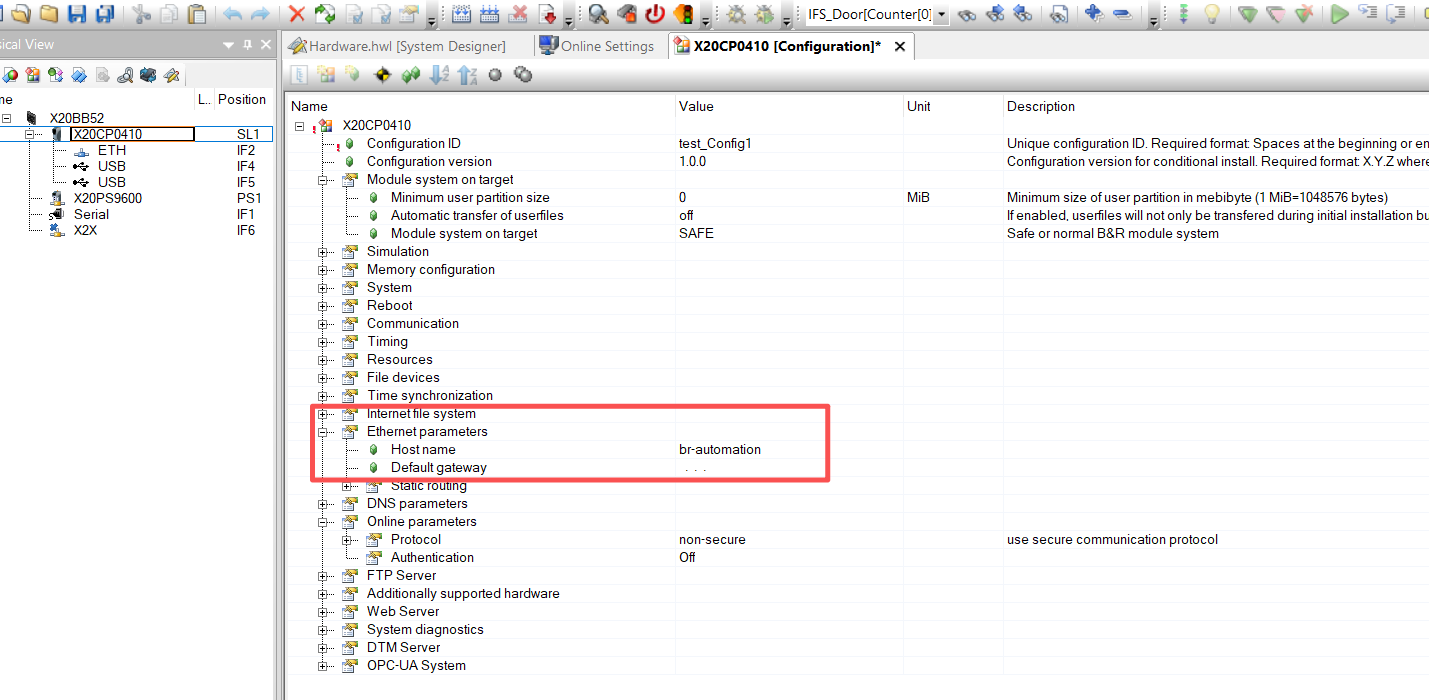 IFS_Door[Counter[0]
sical View
Hardware.hwl [System Designer]
Online Settings
X20CP0410 [Configuration]*
me
L..
Position
X20BB52
X20CP0410
SL1
ETH
IF2
USB
IF4
USB
IF5
X20PS9600
PS1
Serial
IF1
X2X
IF6
Name
Value
Unit
Description
X20CP0410
Configuration ID
test_Config1
Unique configuration ID. Required format: Spaces at the beginning or en
Configuration version
1.0.0
Configuration version for conditional install. Required format: X.Y.Z where
Module system on target
Minimum user partition size
0
MiB
Minimum size of user partition in mebibyte (1 MiB=1048576 bytes)
Automatic transfer of userfiles
off
If enabled, userfiles will not only be transfered during initial installation bu
Module system on target
SAFE
Safe or normal B&R module system
Simulation
Memory configuration
System
Reboot
Communication
Timing
Resources
File devices
Time synchronization
Internet file system
Ethernet parameters
Host name
br-automation
Default gateway
. . .
Static routing
DNS parameters
Online parameters
Protocol
non-secure
use secure communication protocol
Authentication
Off
FTP Server
Additionally supported hardware
Web Server
System diagnostics
DTM Server
OPC-UA System